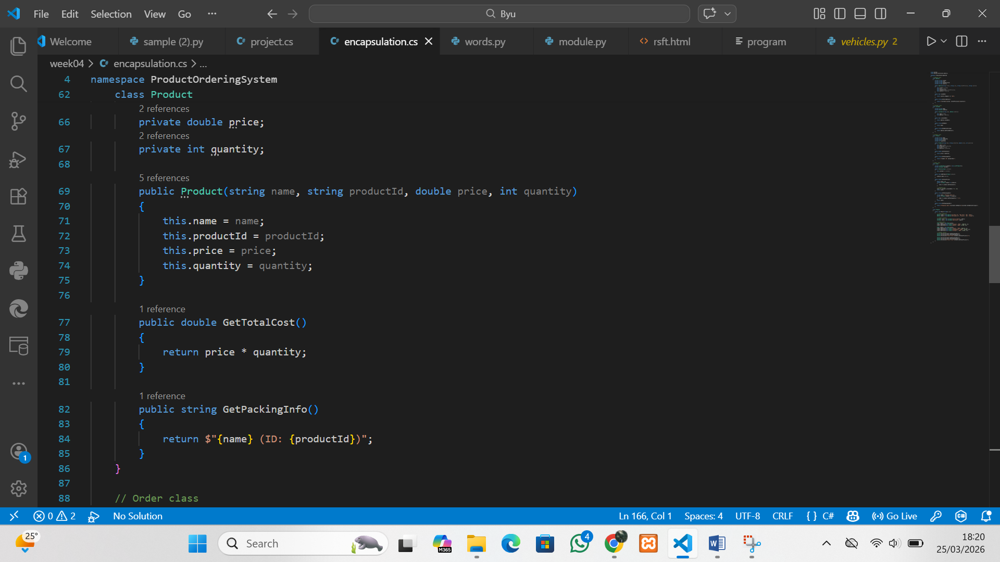 File Edit Selection View Go ··· Byu
Welcome sample (2).py project.cs encapsulation.cs words.py module.py rsft.html program vehicles.py 2
week04 > encapsulation.cs > ...
4 namespace ProductOrderingSystem
62 class Product
2 references
66 private double price;
2 references
67 private int quantity;
68
5 references
69 public Product(string name, string productId, double price, int quantity)
70 {
71 this.name = name;
72 this.productId = productId;
73 this.price = price;
74 this.quantity = quantity;
75 }
76
1 reference
77 public double GetTotalCost()
78 {
79 return price * quantity;
80 }
81
1 reference
82 public string GetPackingInfo()
83 {
84 return $"{name} (ID: {productId})";
85 }
86 }
87
88 // Order class
1
0 2 No Solution Ln 166, Col 1 Spaces: 4 UTF-8 CRLF { } C# Go Live
25° Search M365 4 18:20
25/03/2026